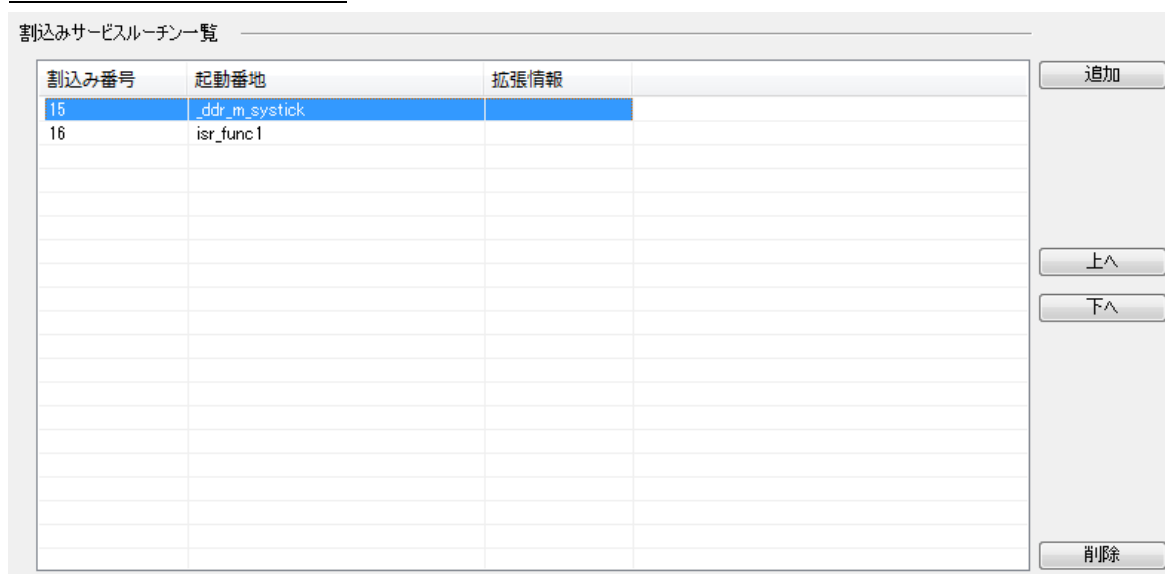 割込みサービスルーチン一覧
割込み番号 起動番地 拡張情報 追加
15 _ddr_m_systick
16 isr_func1
上へ
下へ
削除